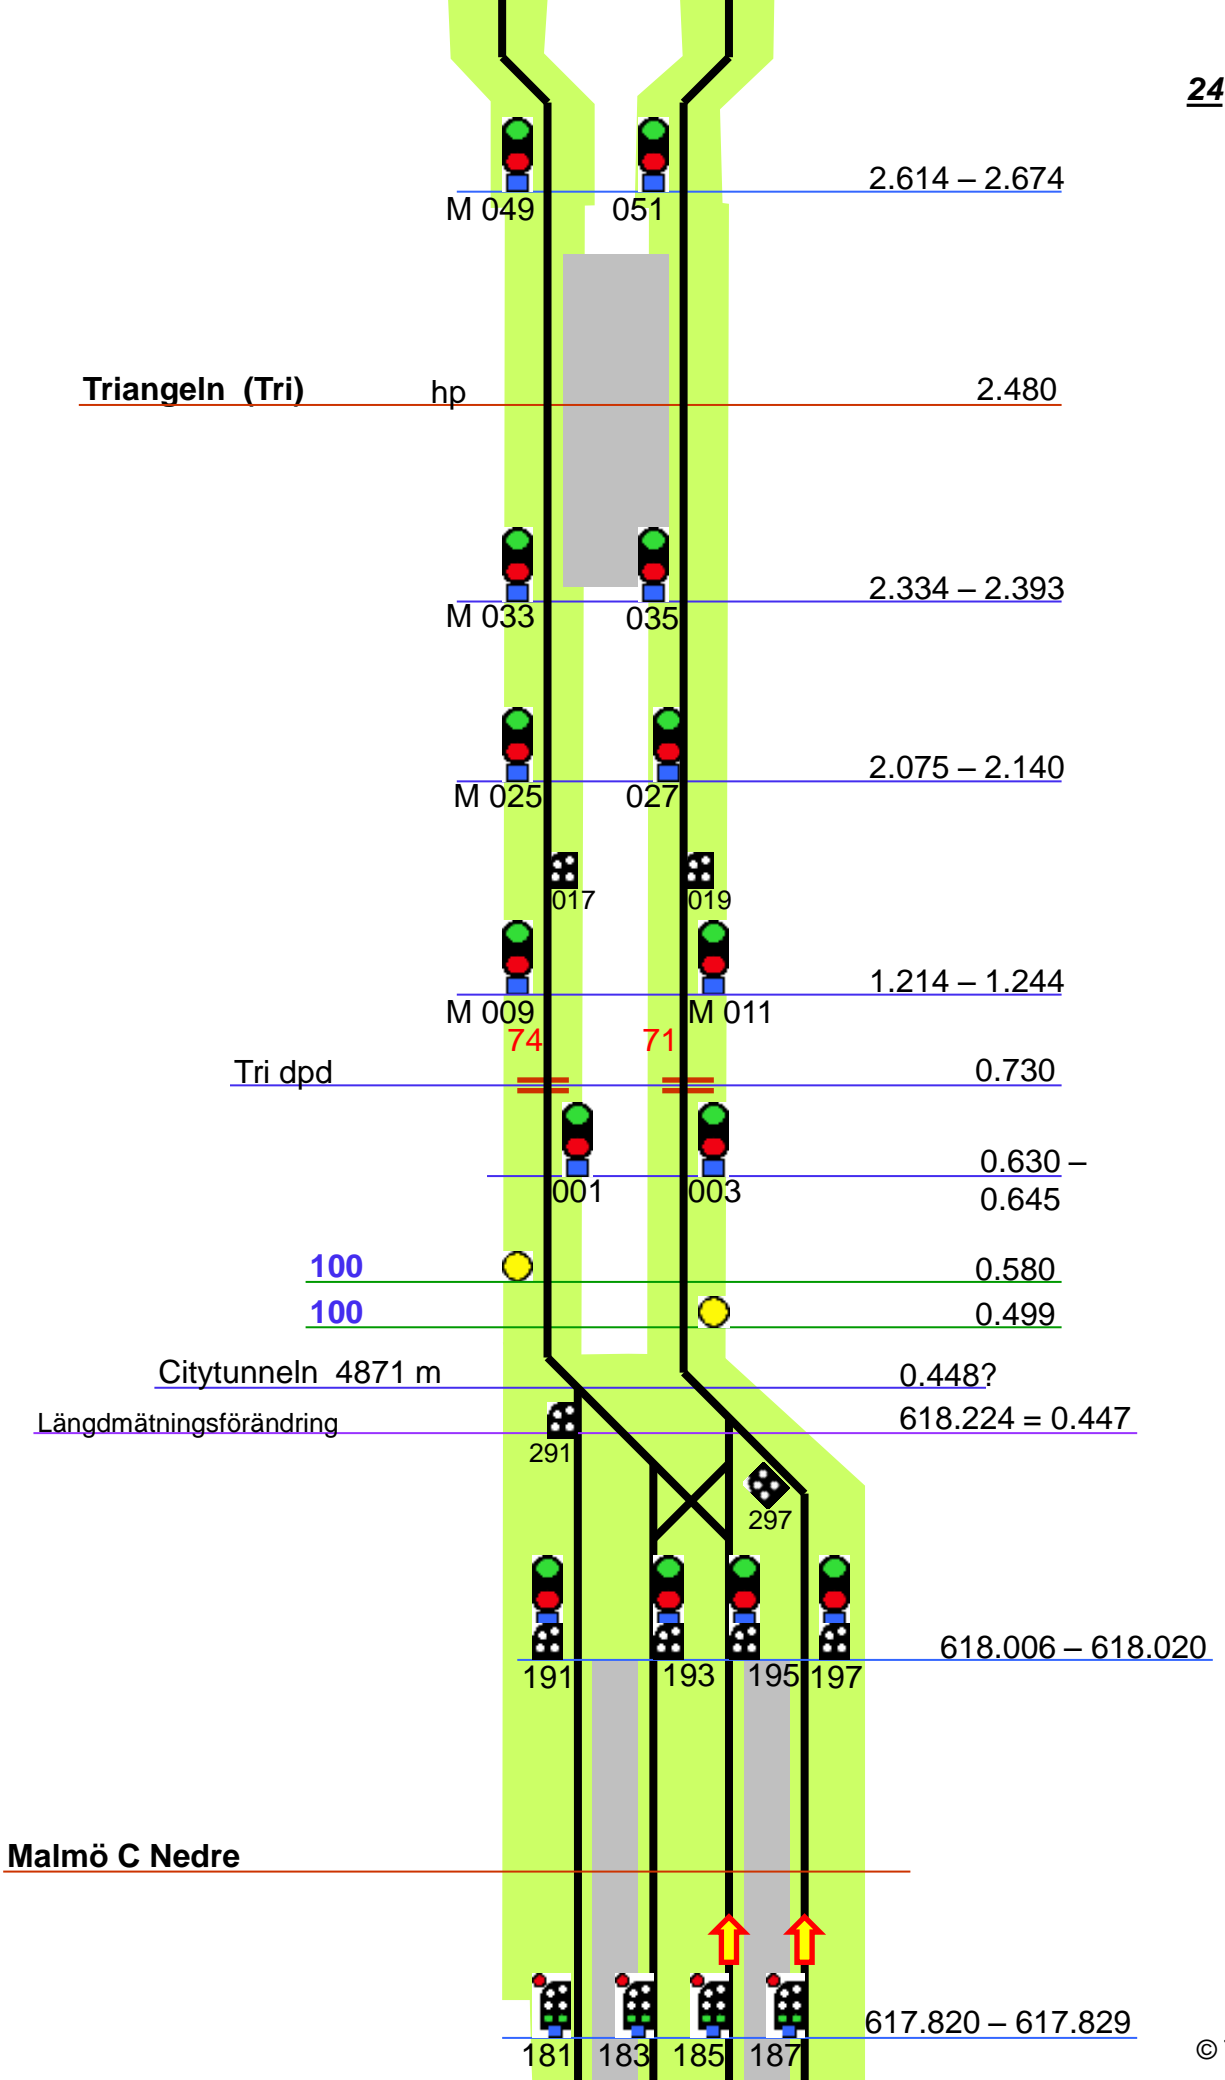 24
2.614 – 2.674
M 049 051
Triangeln (Tri) hp 2.480
2.334 – 2.393
M 033 035
2.075 – 2.140
M 025 027
017 019
1.214 – 1.244
M 009 M 011
74 71
Tri dpd 0.730
0.630 –
001 003 0.645
100 0.580
100 0.499
Citytunneln 4871 m 0.448?
Längdmätningsförändring 618.224 = 0.447
291
297
618.006 – 618.020
191 193 195 197
Malmö C Nedre
617.820 – 617.829
181 183 185 187
©